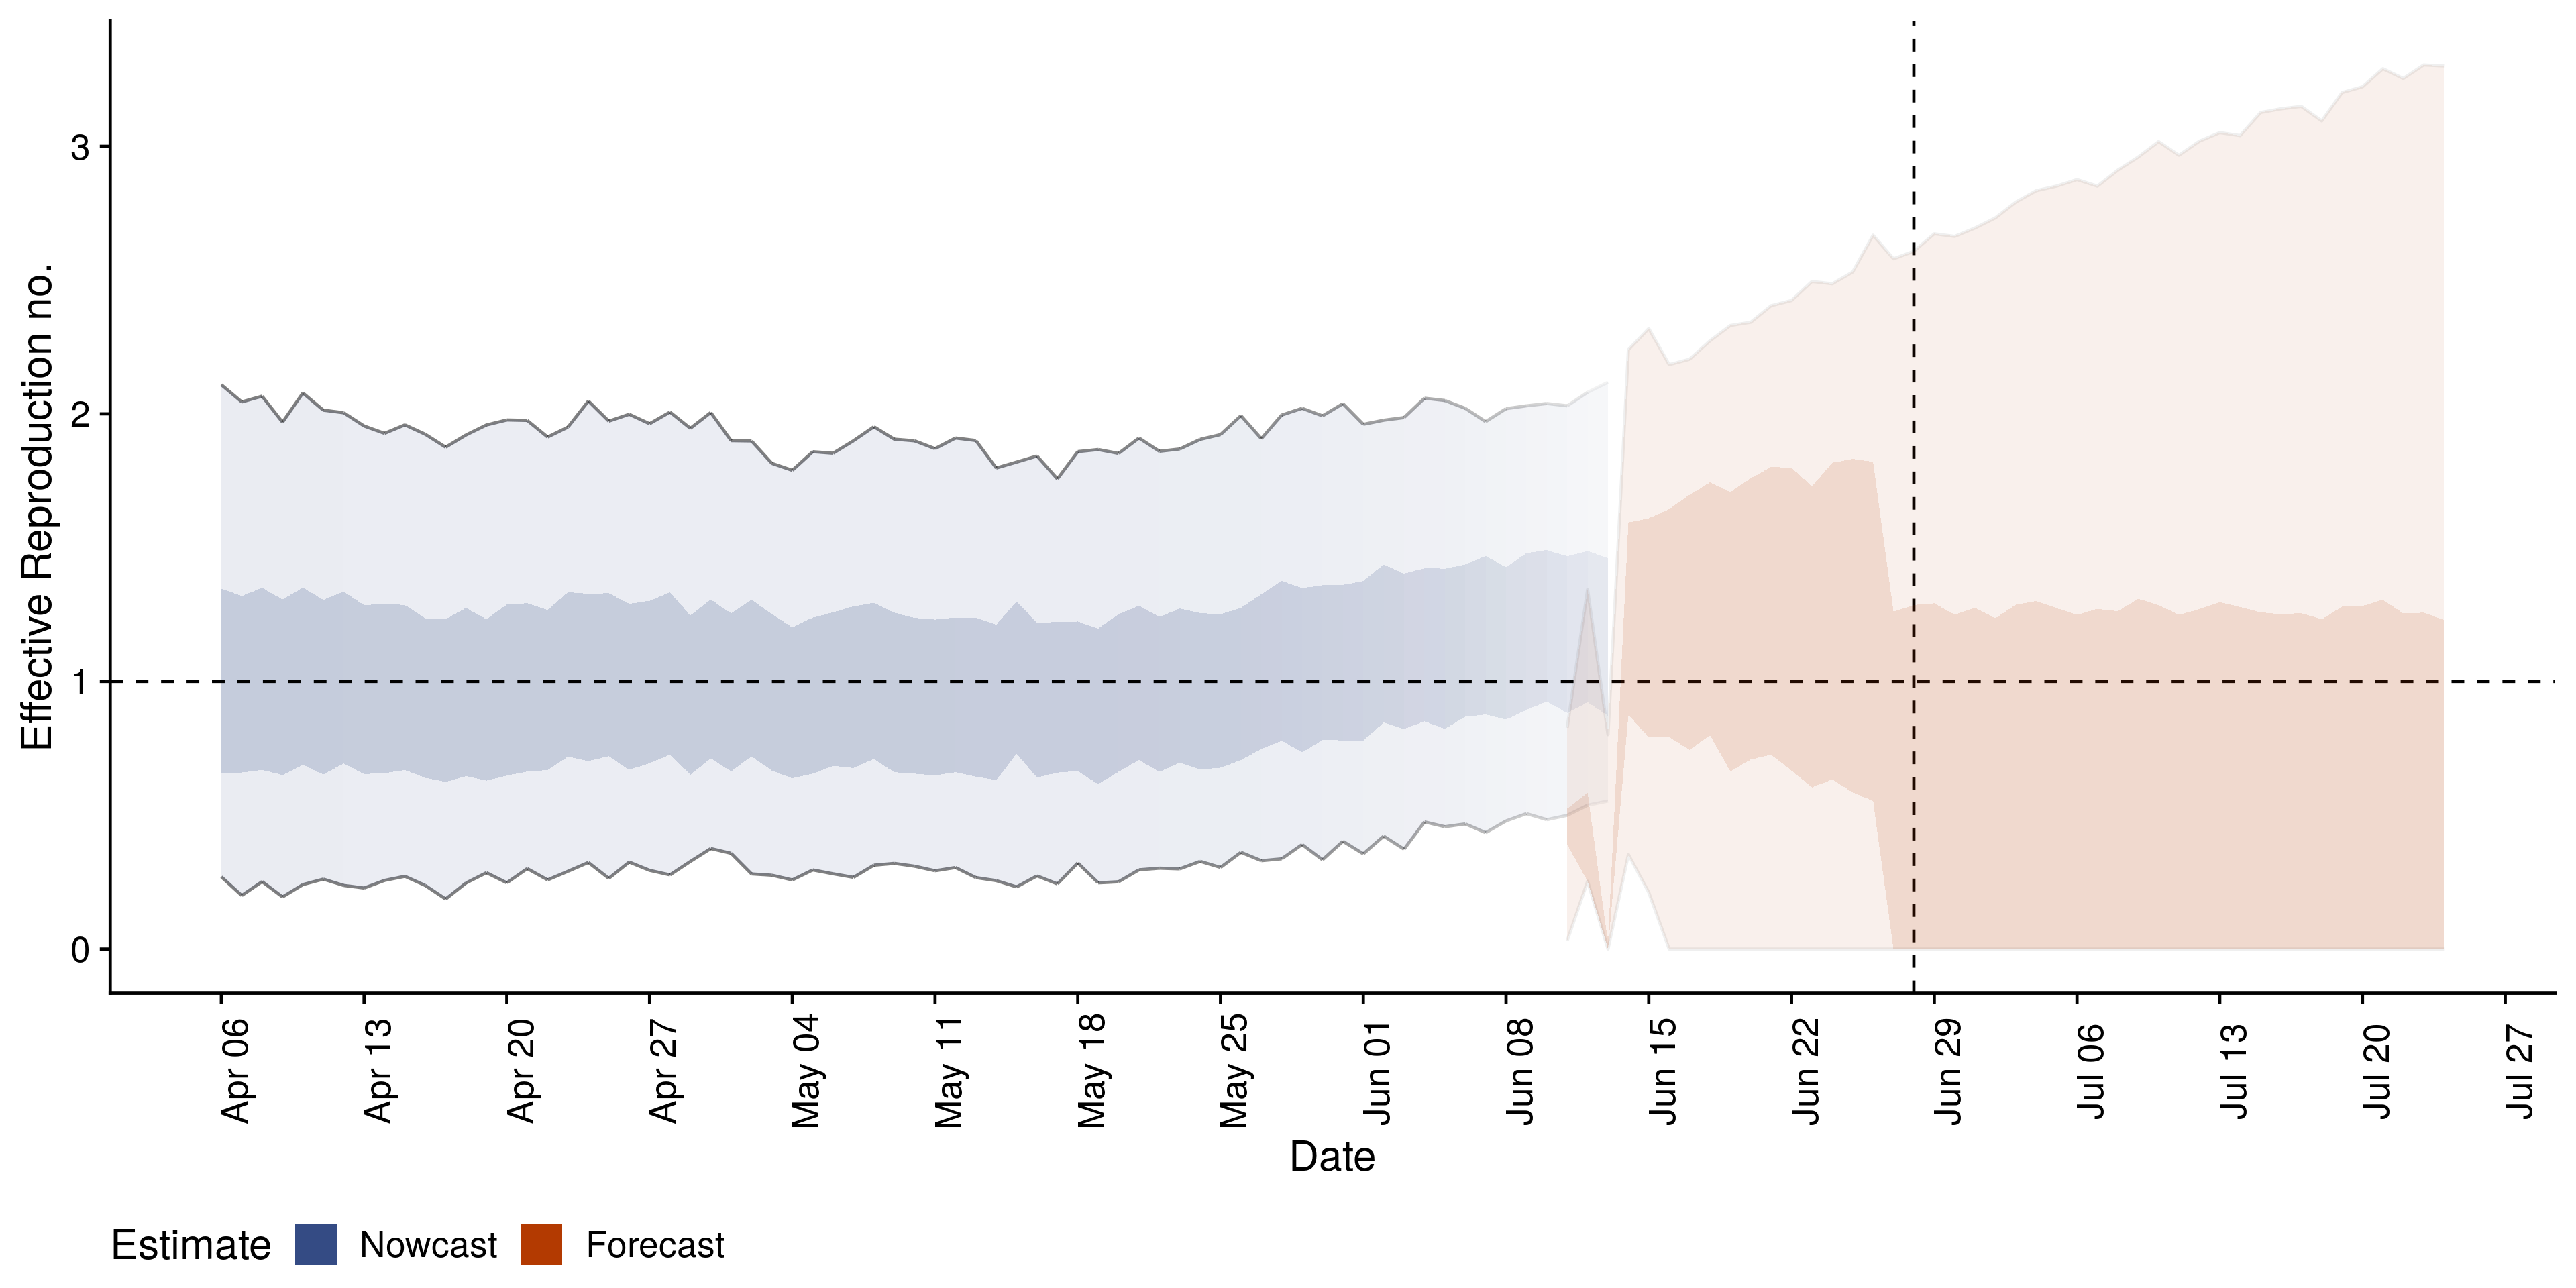 Effective Reproduction no.
3
2
1
0
Apr 06
Apr 13
Apr 20
Apr 27
May 04
May 11
May 18
May 25
Jun 01
Jun 08
Jun 15
Jun 22
Jun 29
Jul 06
Jul 13
Jul 20
Jul 27
Date
Estimate Nowcast Forecast